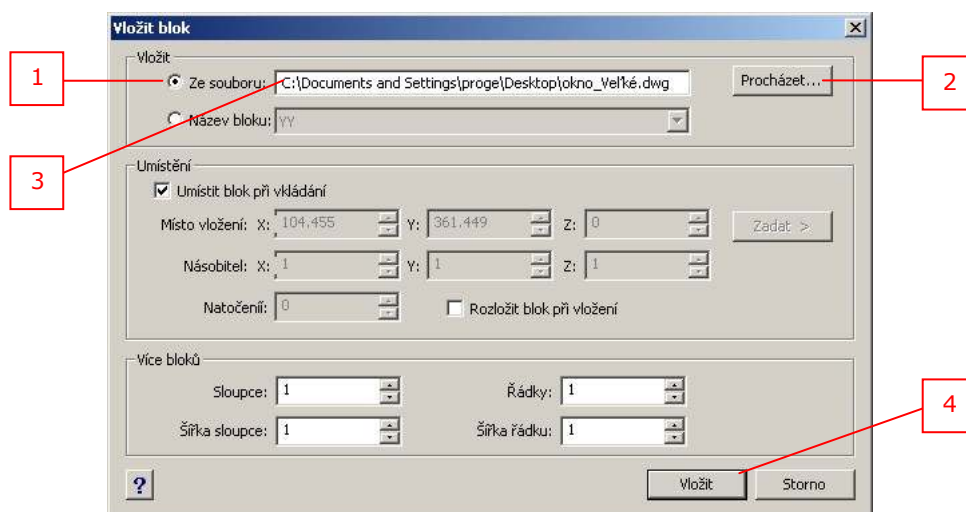 Vložit blok
Vložit
1
Ze souboru: C:\Documents and Settings\proge\Desktop\okno_Veľké.dwg
Procházet...
2
Název bloku: YY
3
Umístění
Umístit blok při vkládání
Místo vložení: X: 104.455 Y: 361.449 Z: 0 Zadat >
Násobitel: X: 1 Y: 1 Z: 1
Natočeníí: 0 Rozložit blok při vložení
Více bloků
Sloupce: 1 Řádky: 1
4
Šířka sloupce: 1 Šířka řádku: 1
? Vložit Storno